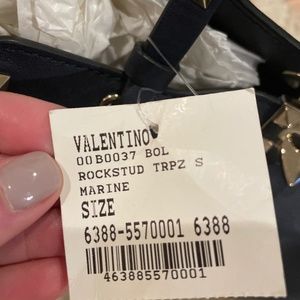 VALENTINO
00B0037 BOL
ROCKSTUD TRPZ S
MARINE
SIZE
6388-5570001 6388
463885570001